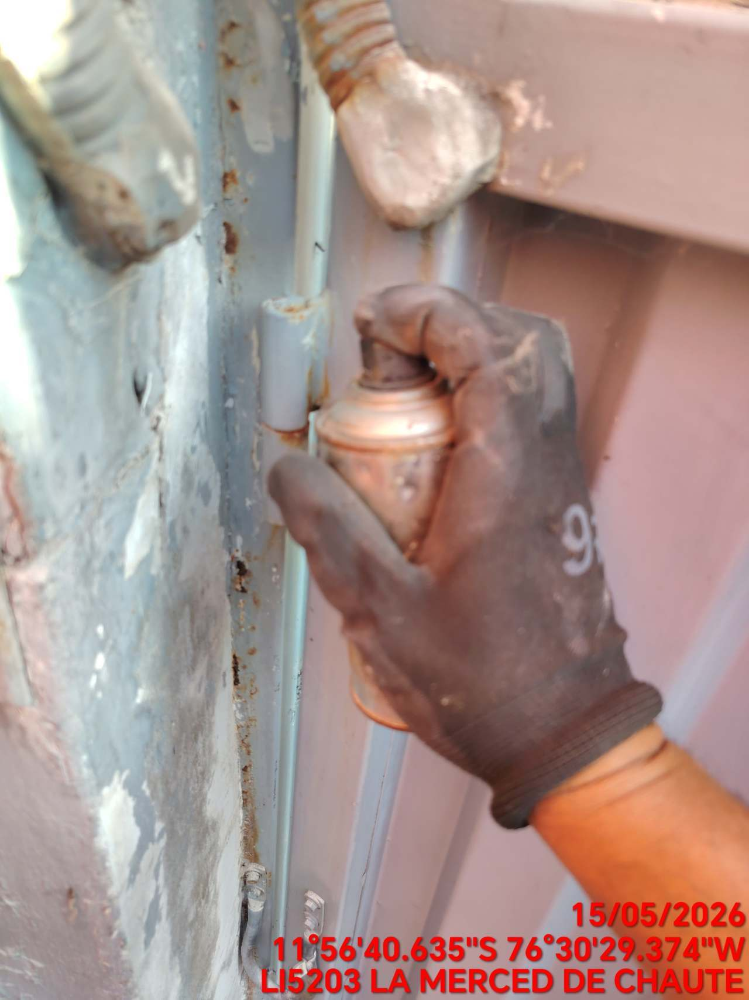 15/05/2026
11°56'40.635"S 76°30'29.374"W
LI5203 LA MERCED DE CHAUTE